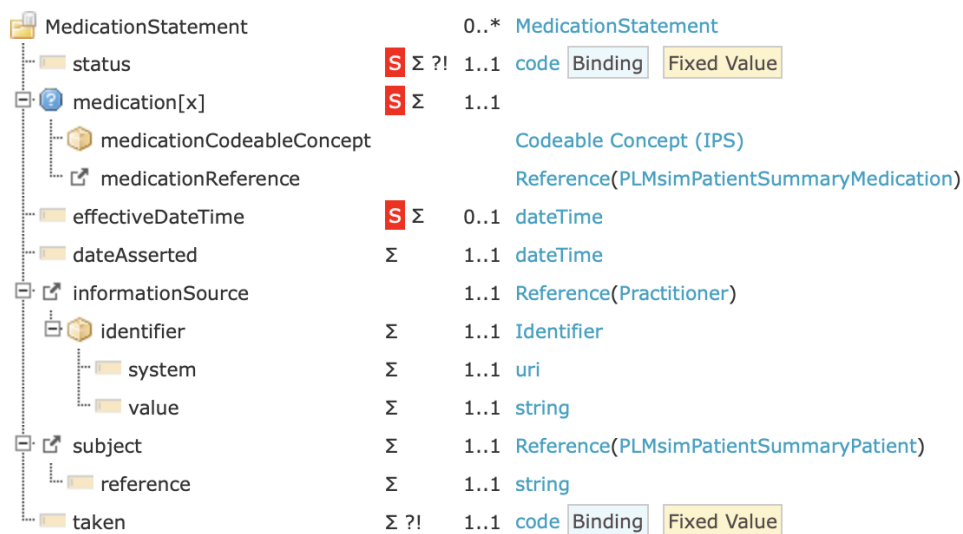 MedicationStatement 0..* MedicationStatement
status S Σ ?! 1..1 code Binding Fixed Value
medication[x] S Σ 1..1
medicationCodeableConcept Codeable Concept (IPS)
medicationReference Reference(PLMsimPatientSummaryMedication)
effectiveDateTime S Σ 0..1 dateTime
dateAsserted Σ 1..1 dateTime
informationSource 1..1 Reference(Practitioner)
identifier Σ 1..1 Identifier
system Σ 1..1 uri
value Σ 1..1 string
subject Σ 1..1 Reference(PLMsimPatientSummaryPatient)
reference Σ 1..1 string
taken Σ ?! 1..1 code Binding Fixed Value